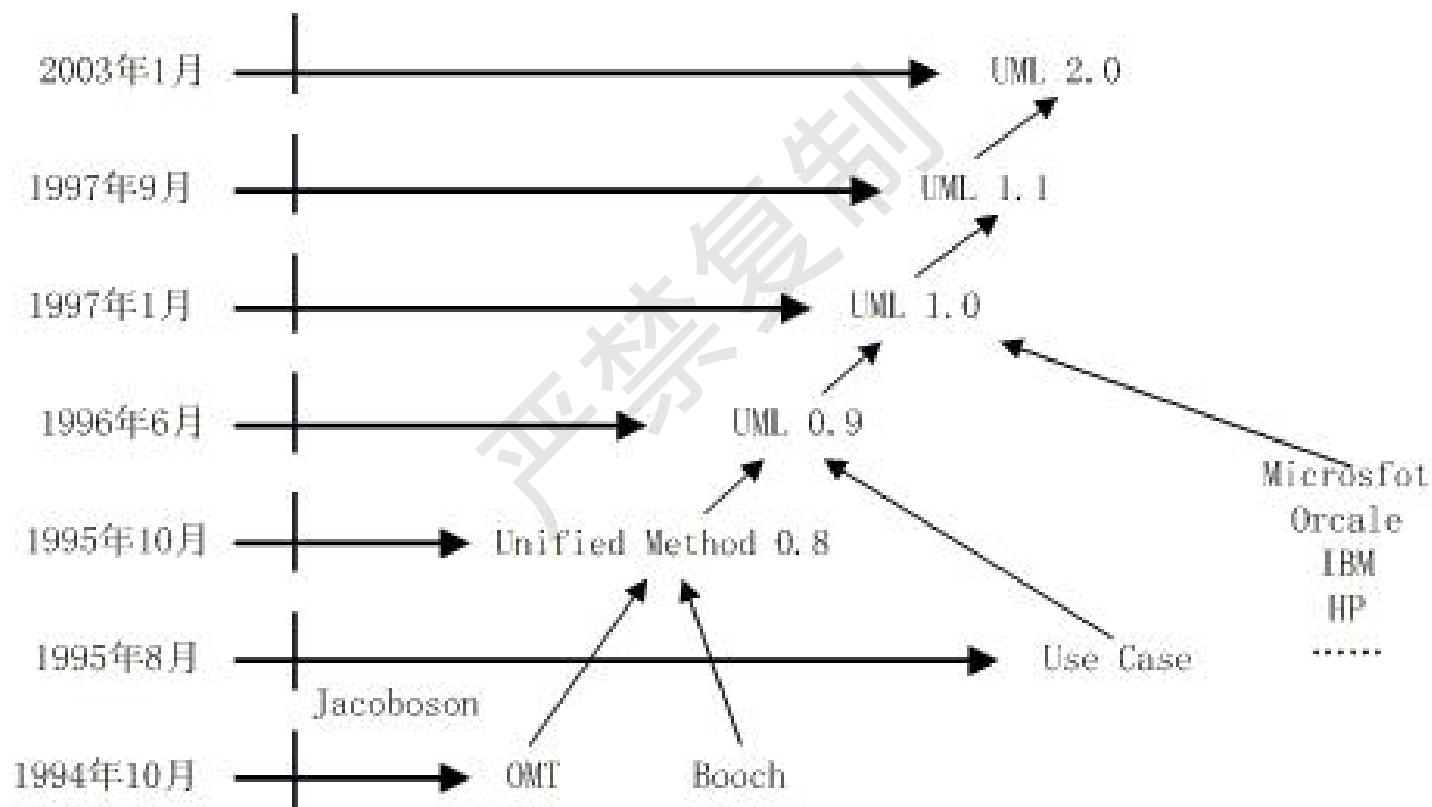 2003年1月 UML 2.0
1997年9月 UML 1.1
1997年1月 UML 1.0
1996年6月 UML 0.9
Microsfot
Orcale
IBM
HP
......
1995年10月 Unified Method 0.8
1995年8月 Use Case
Jacoboson
1994年10月 OMT Booch
严禁复制